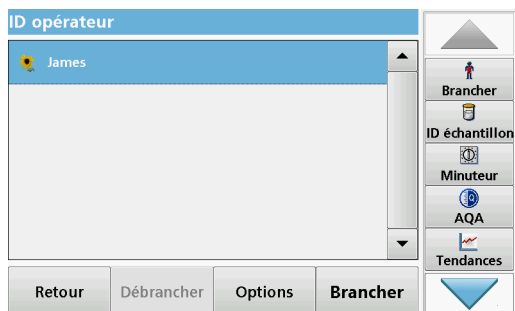 ID opérateur
James
Brancher
ID échantillon
Minuteur
AQA
Tendances
Retour
Débrancher
Options
Brancher